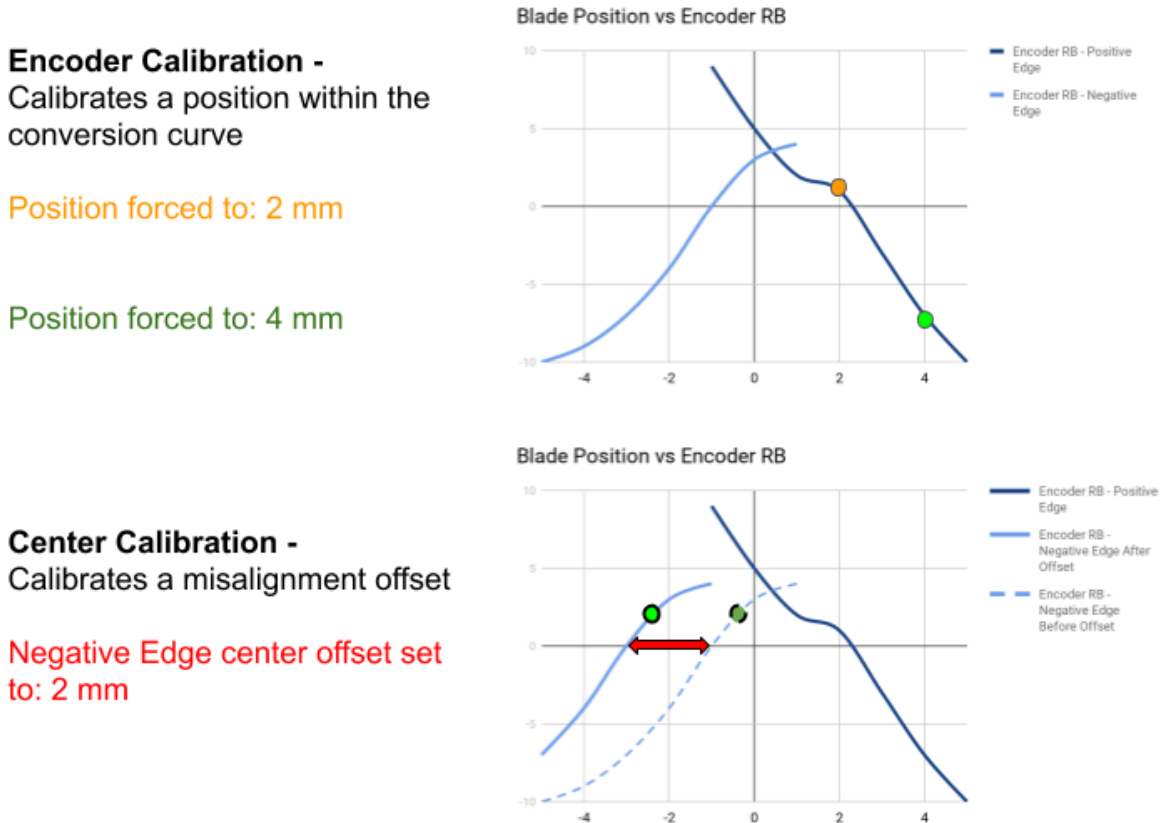 Encoder Calibration -
Calibrates a position within the
conversion curve
Position forced to: 2 mm
Position forced to: 4 mm
Blade Position vs Encoder RB
Encoder RB - Positive
Edge
Encoder RB - Negative
Edge
10
5
0
-5
-10
-4
-2
0
2
4
Center Calibration -
Calibrates a misalignment offset
Negative Edge center offset set
to: 2 mm
Blade Position vs Encoder RB
Encoder RB - Positive
Edge
Encoder RB -
Negative Edge After
Offset
Encoder RB -
Negative Edge
Before Offset
10
5
0
-5
-10
-4
-2
0
2
4